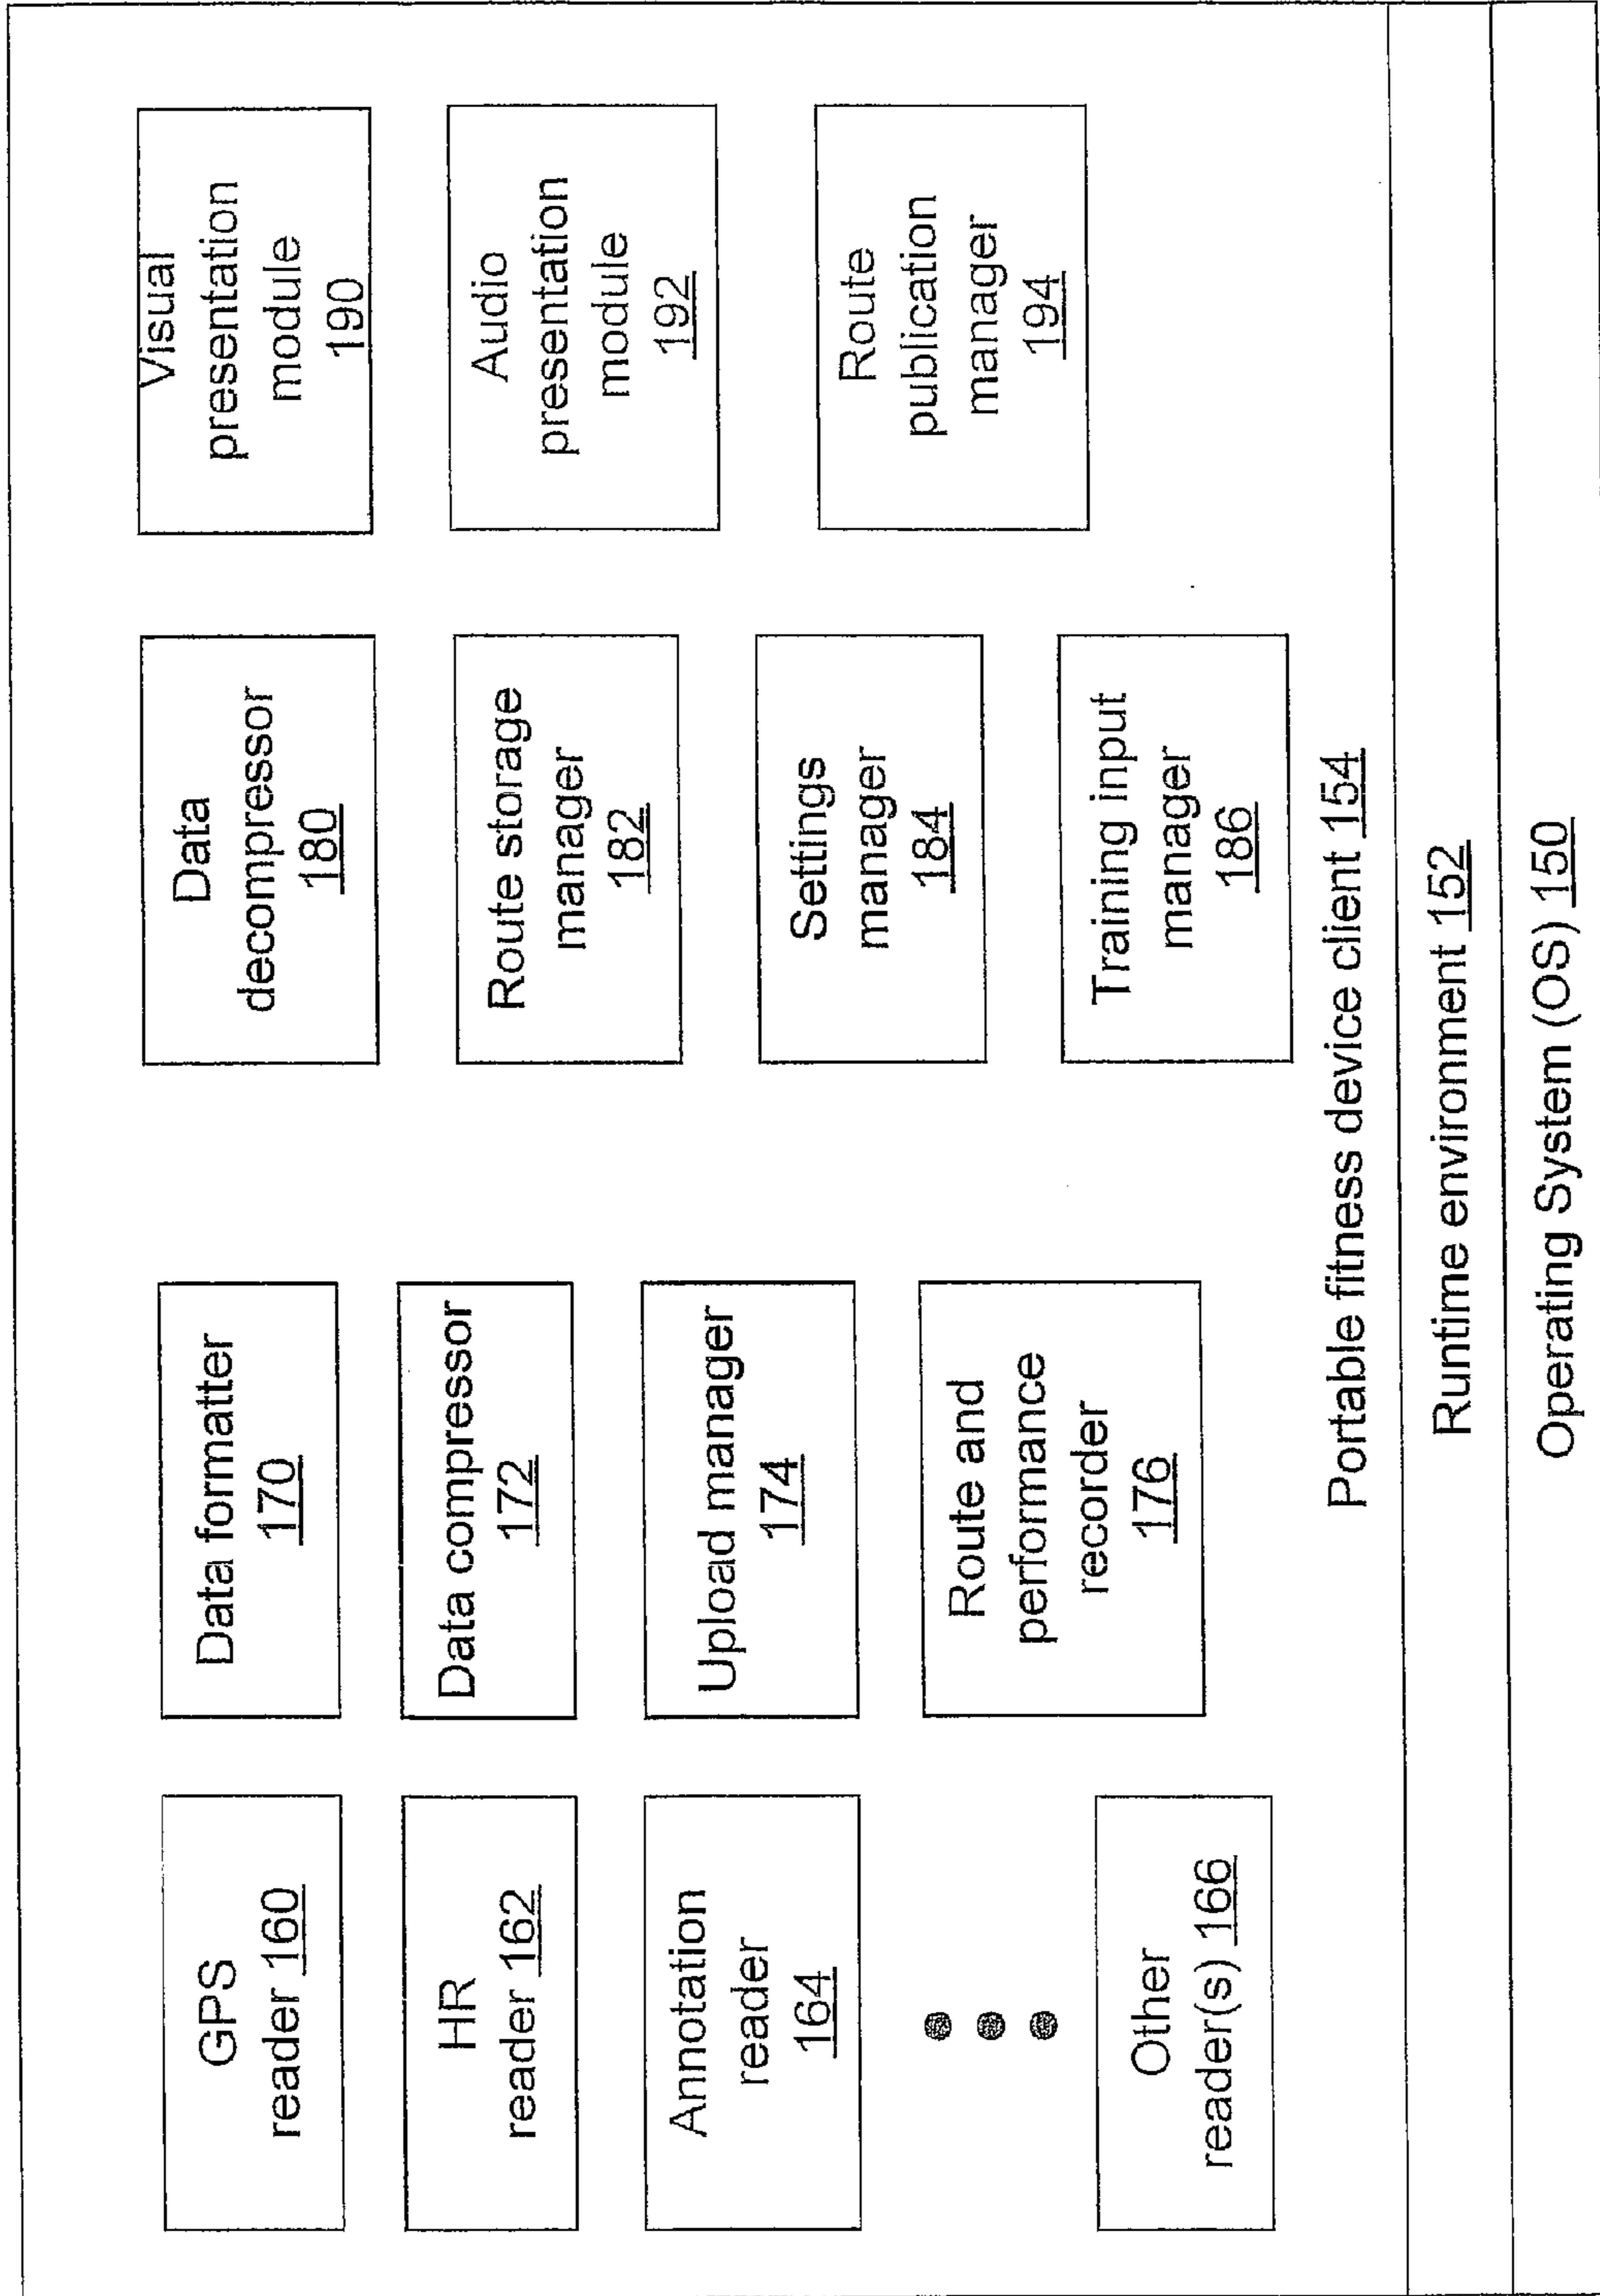 GPS
reader 160
HR
reader 162
Annotation
reader
164
Other
reader(s) 166
Data formatter
170
Data compressor
172
Upload manager
174
Route and
performance
recorder
176
Data
decompressor
180
Route storage
manager
182
Settings
manager
184
Training input
manager
186
Visual
presentation
module
190
Audio
presentation
module
192
Route
publication
manager
194
Portable fitness device client 154
Runtime environment 152
Operating System (OS) 150